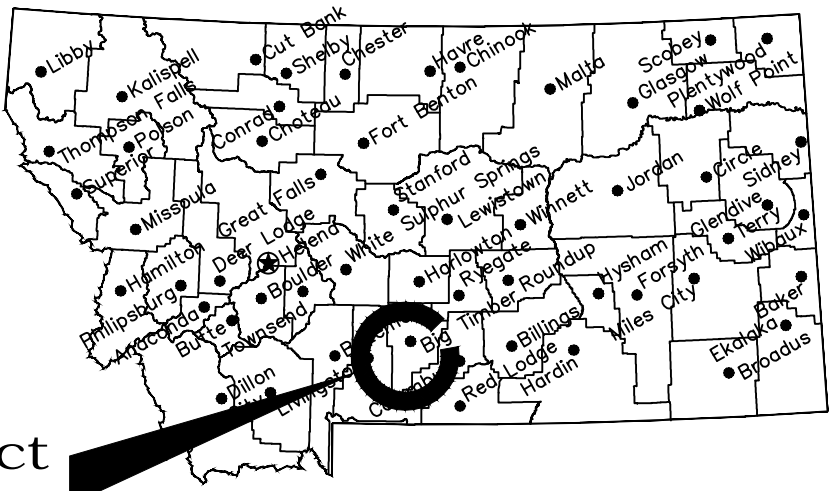 Libby
Kalispell
Cut Bank
Shelby
Chester
Havre
Chinook
Malta
Scobey
Glasgow
Plentywood
Wolf Point
Thompson Falls
Polson
Conrad
Choteau
Fort Benton
Superior
Missoula
Great Falls
Stanford
White Sulphur Springs
Lewistown
Winnett
Jordan
Circle
Sidney
Glendive
Terry
Wibaux
Hamilton
Deer Lodge
Helena
Philipsburg
Anaconda
Butte
Boulder
Townsend
Harlowton
Ryegate
Roundup
Hysham
Forsyth
Miles City
Baker
Ekalaka
Broadus
Big Timber
Billings
Hardin
Red Lodge
Dillon
ct